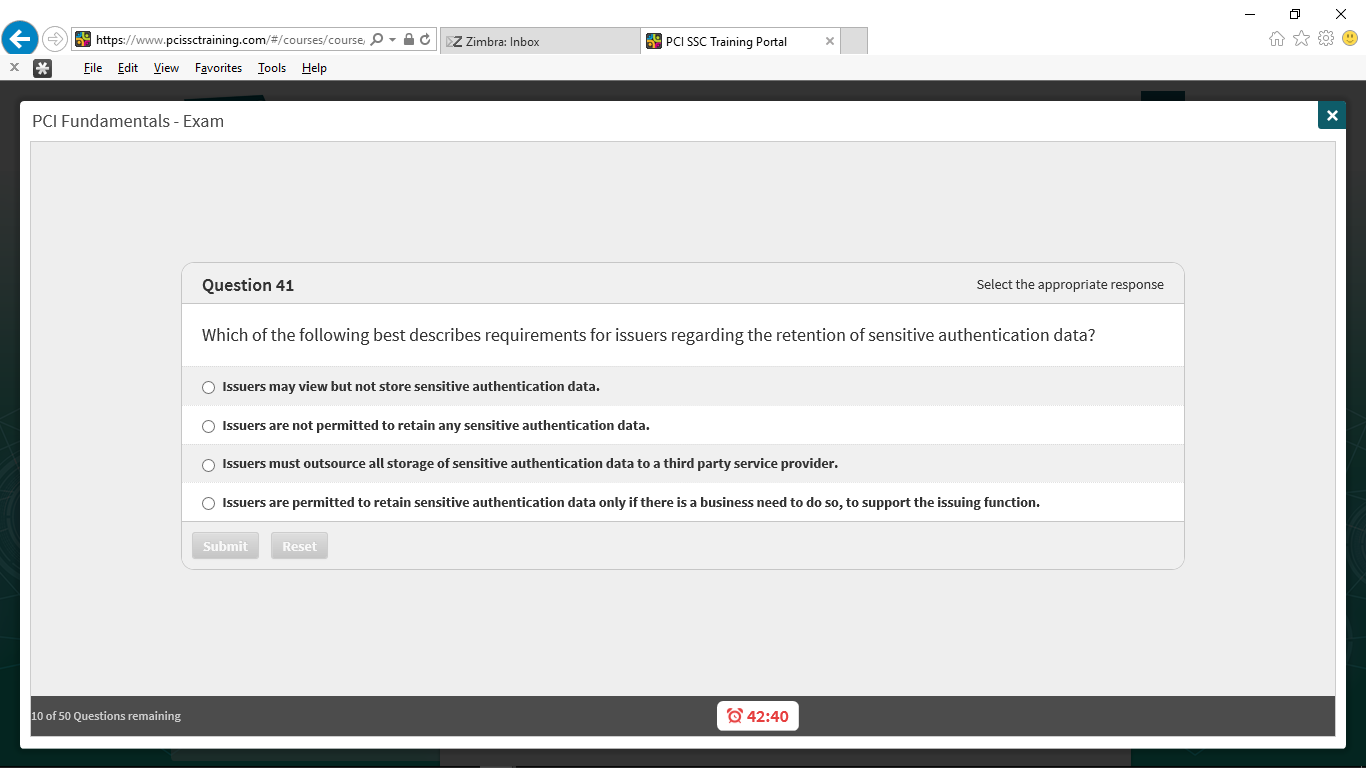 https://www.pcissctraining.com/#/courses/course,
Zimbra: Inbox
PCI SSC Training Portal
File Edit View Favorites Tools Help
PCI Fundamentals - Exam
Question 41
Select the appropriate response
Which of the following best describes requirements for issuers regarding the retention of sensitive authentication data?
Issuers may view but not store sensitive authentication data.
Issuers are not permitted to retain any sensitive authentication data.
Issuers must outsource all storage of sensitive authentication data to a third party service provider.
Issuers are permitted to retain sensitive authentication data only if there is a business need to do so, to support the issuing function.
Submit Reset
10 of 50 Questions remaining
42:40